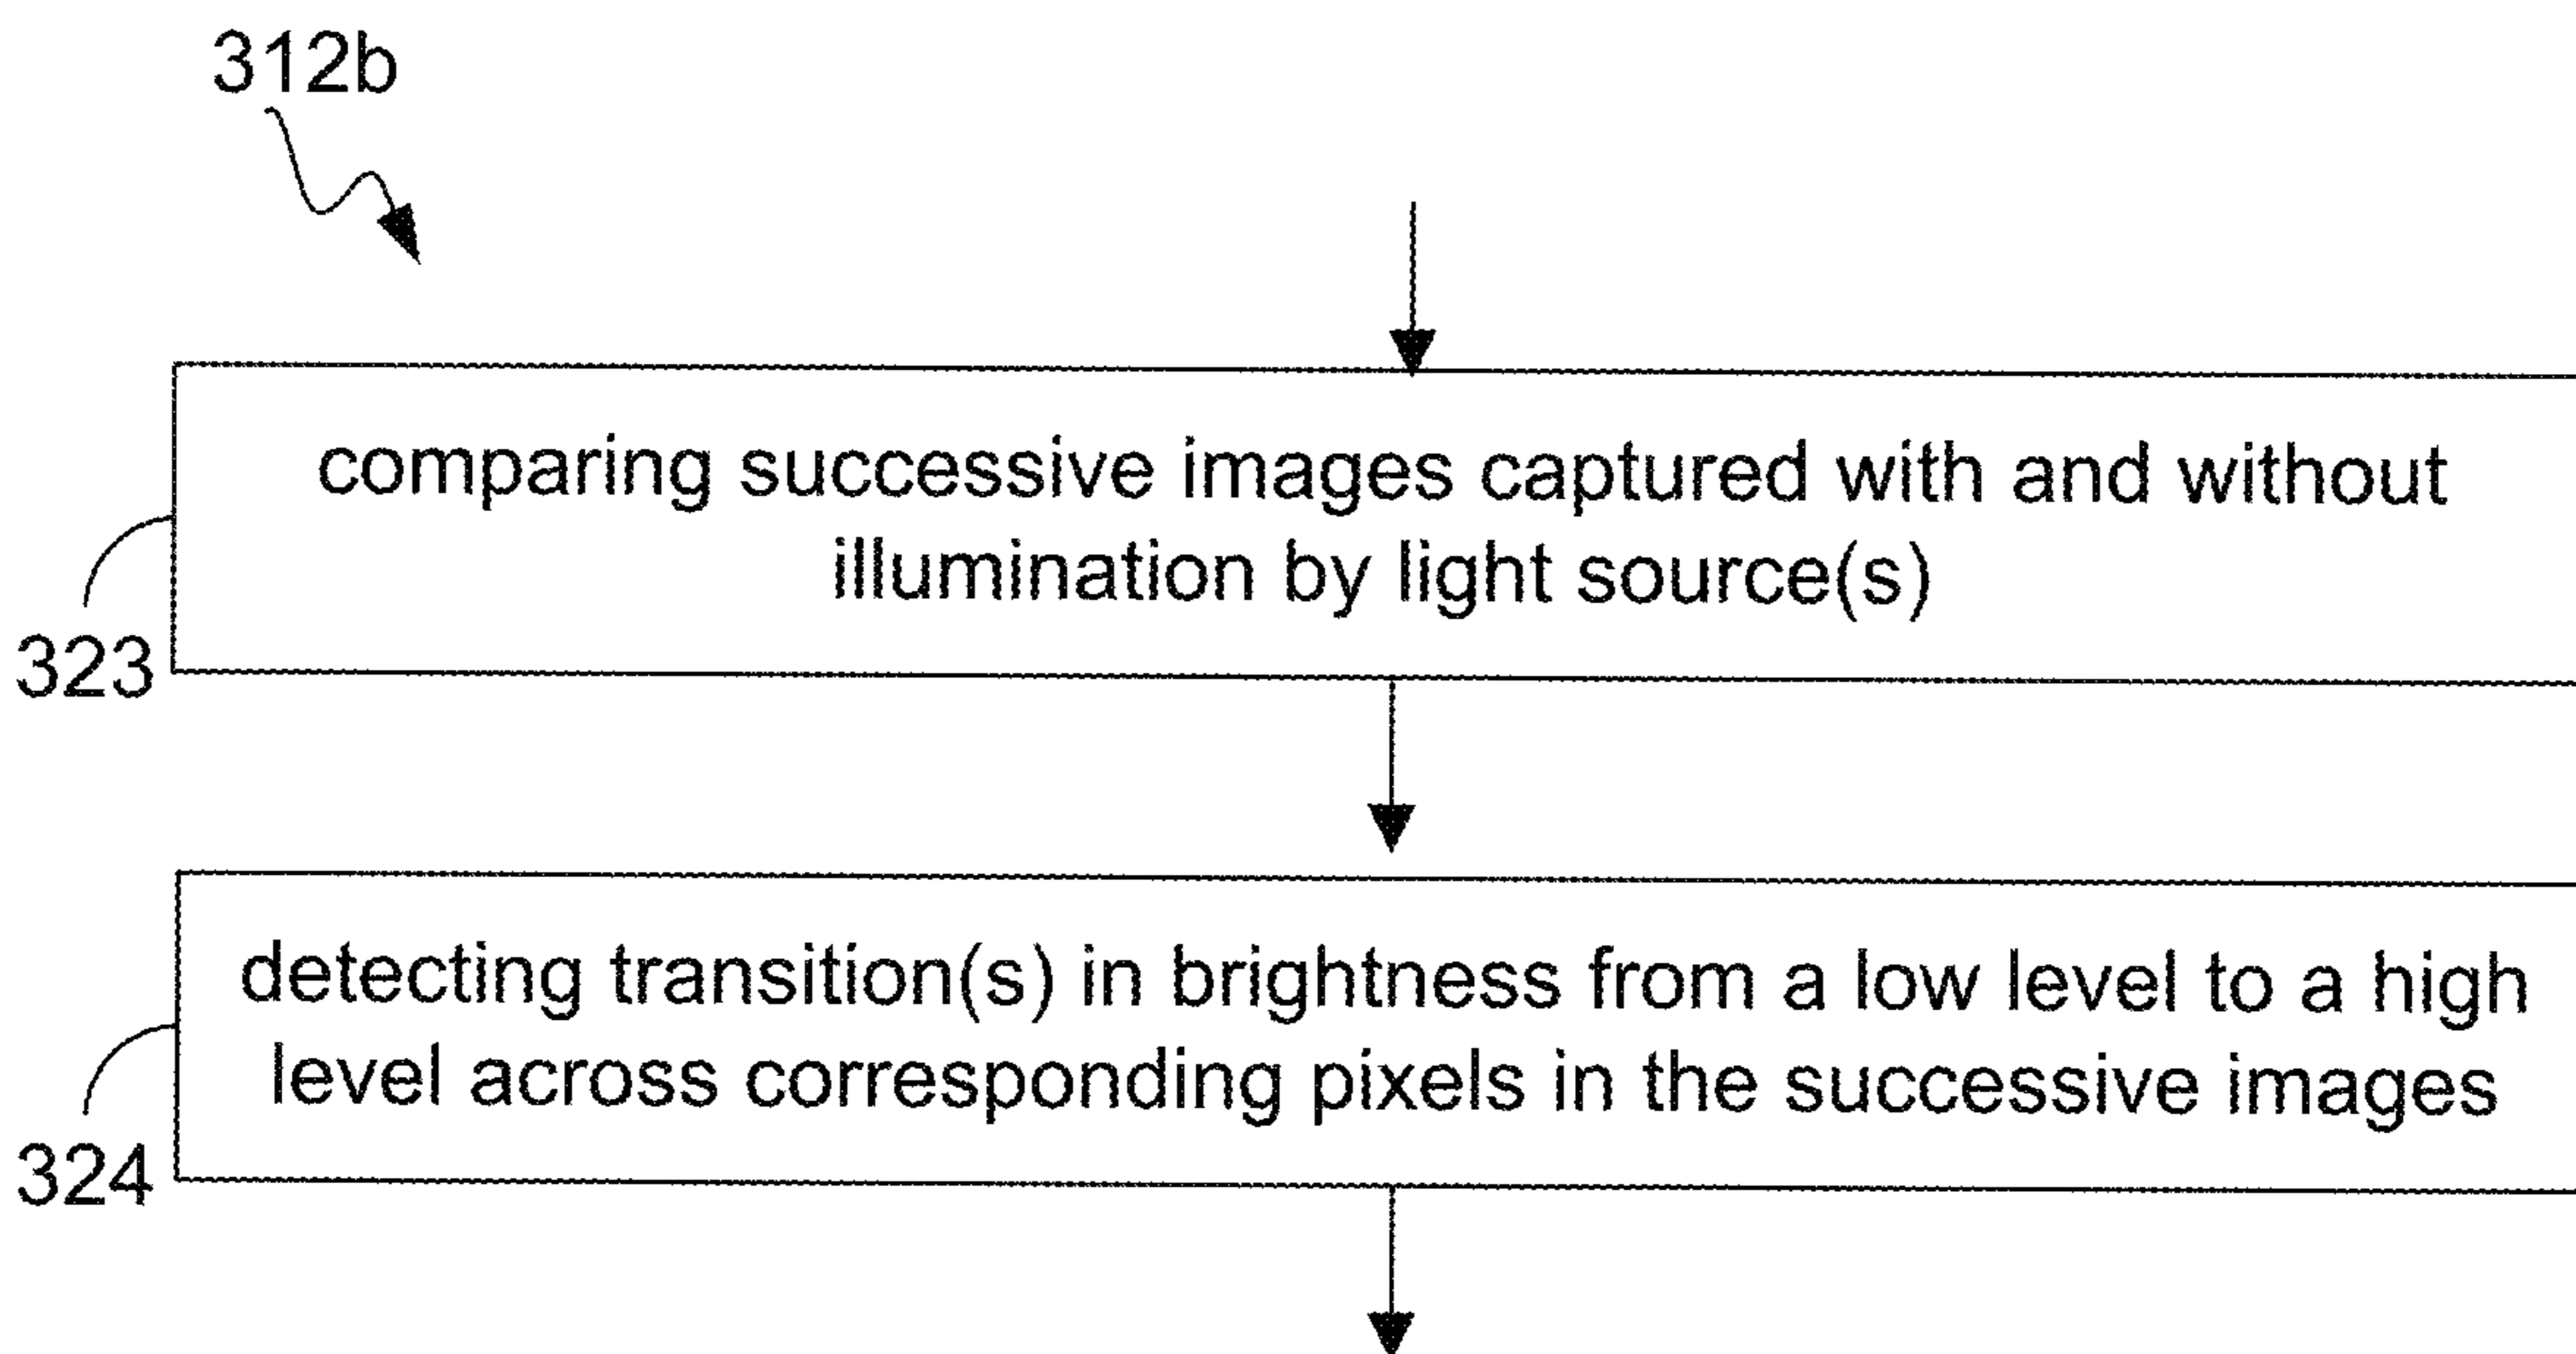 312b
comparing successive images captured with and without
illumination by light source(s)
323
detecting transition(s) in brightness from a low level to a high
level across corresponding pixels in the successive images
324